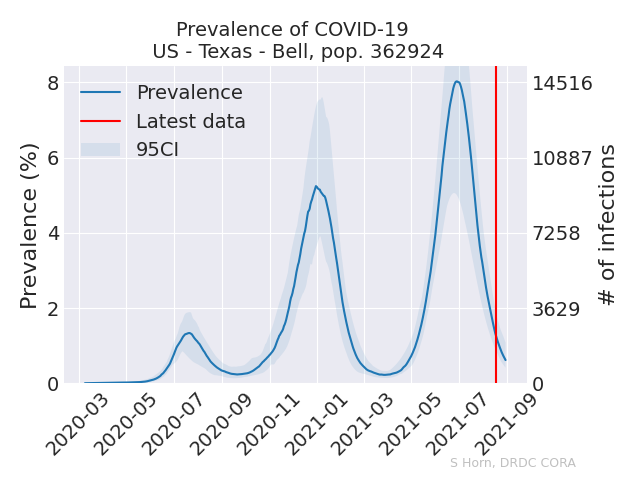 Prevalence of COVID-19
US - Texas - Bell, pop. 362924
Prevalence
Latest data
95CI
Prevalence (%)
8
6
4
2
0
14516
10887
7258
3629
0
# of infections
2020-03
2020-05
2020-07
2020-09
2020-11
2021-01
2021-03
2021-05
2021-07
2021-09
S Horn, DRDC CORA